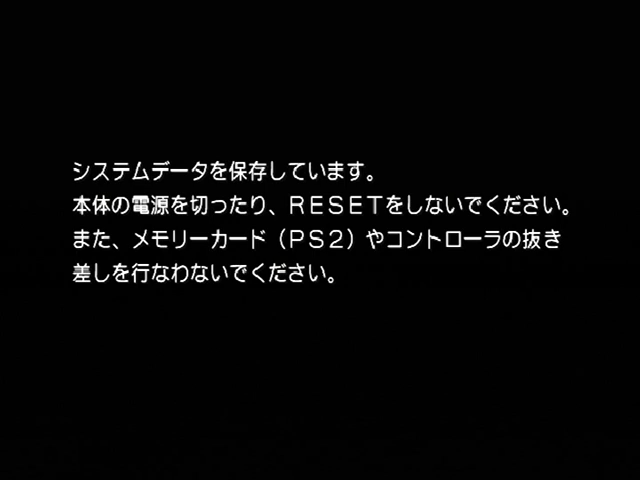 システムデータを保存しています。
本体の電源を切ったり、ＲＥＳＥＴをしないでください。
また、メモリーカード（ＰＳ２）やコントローラの抜き
差しを行なわないでください。